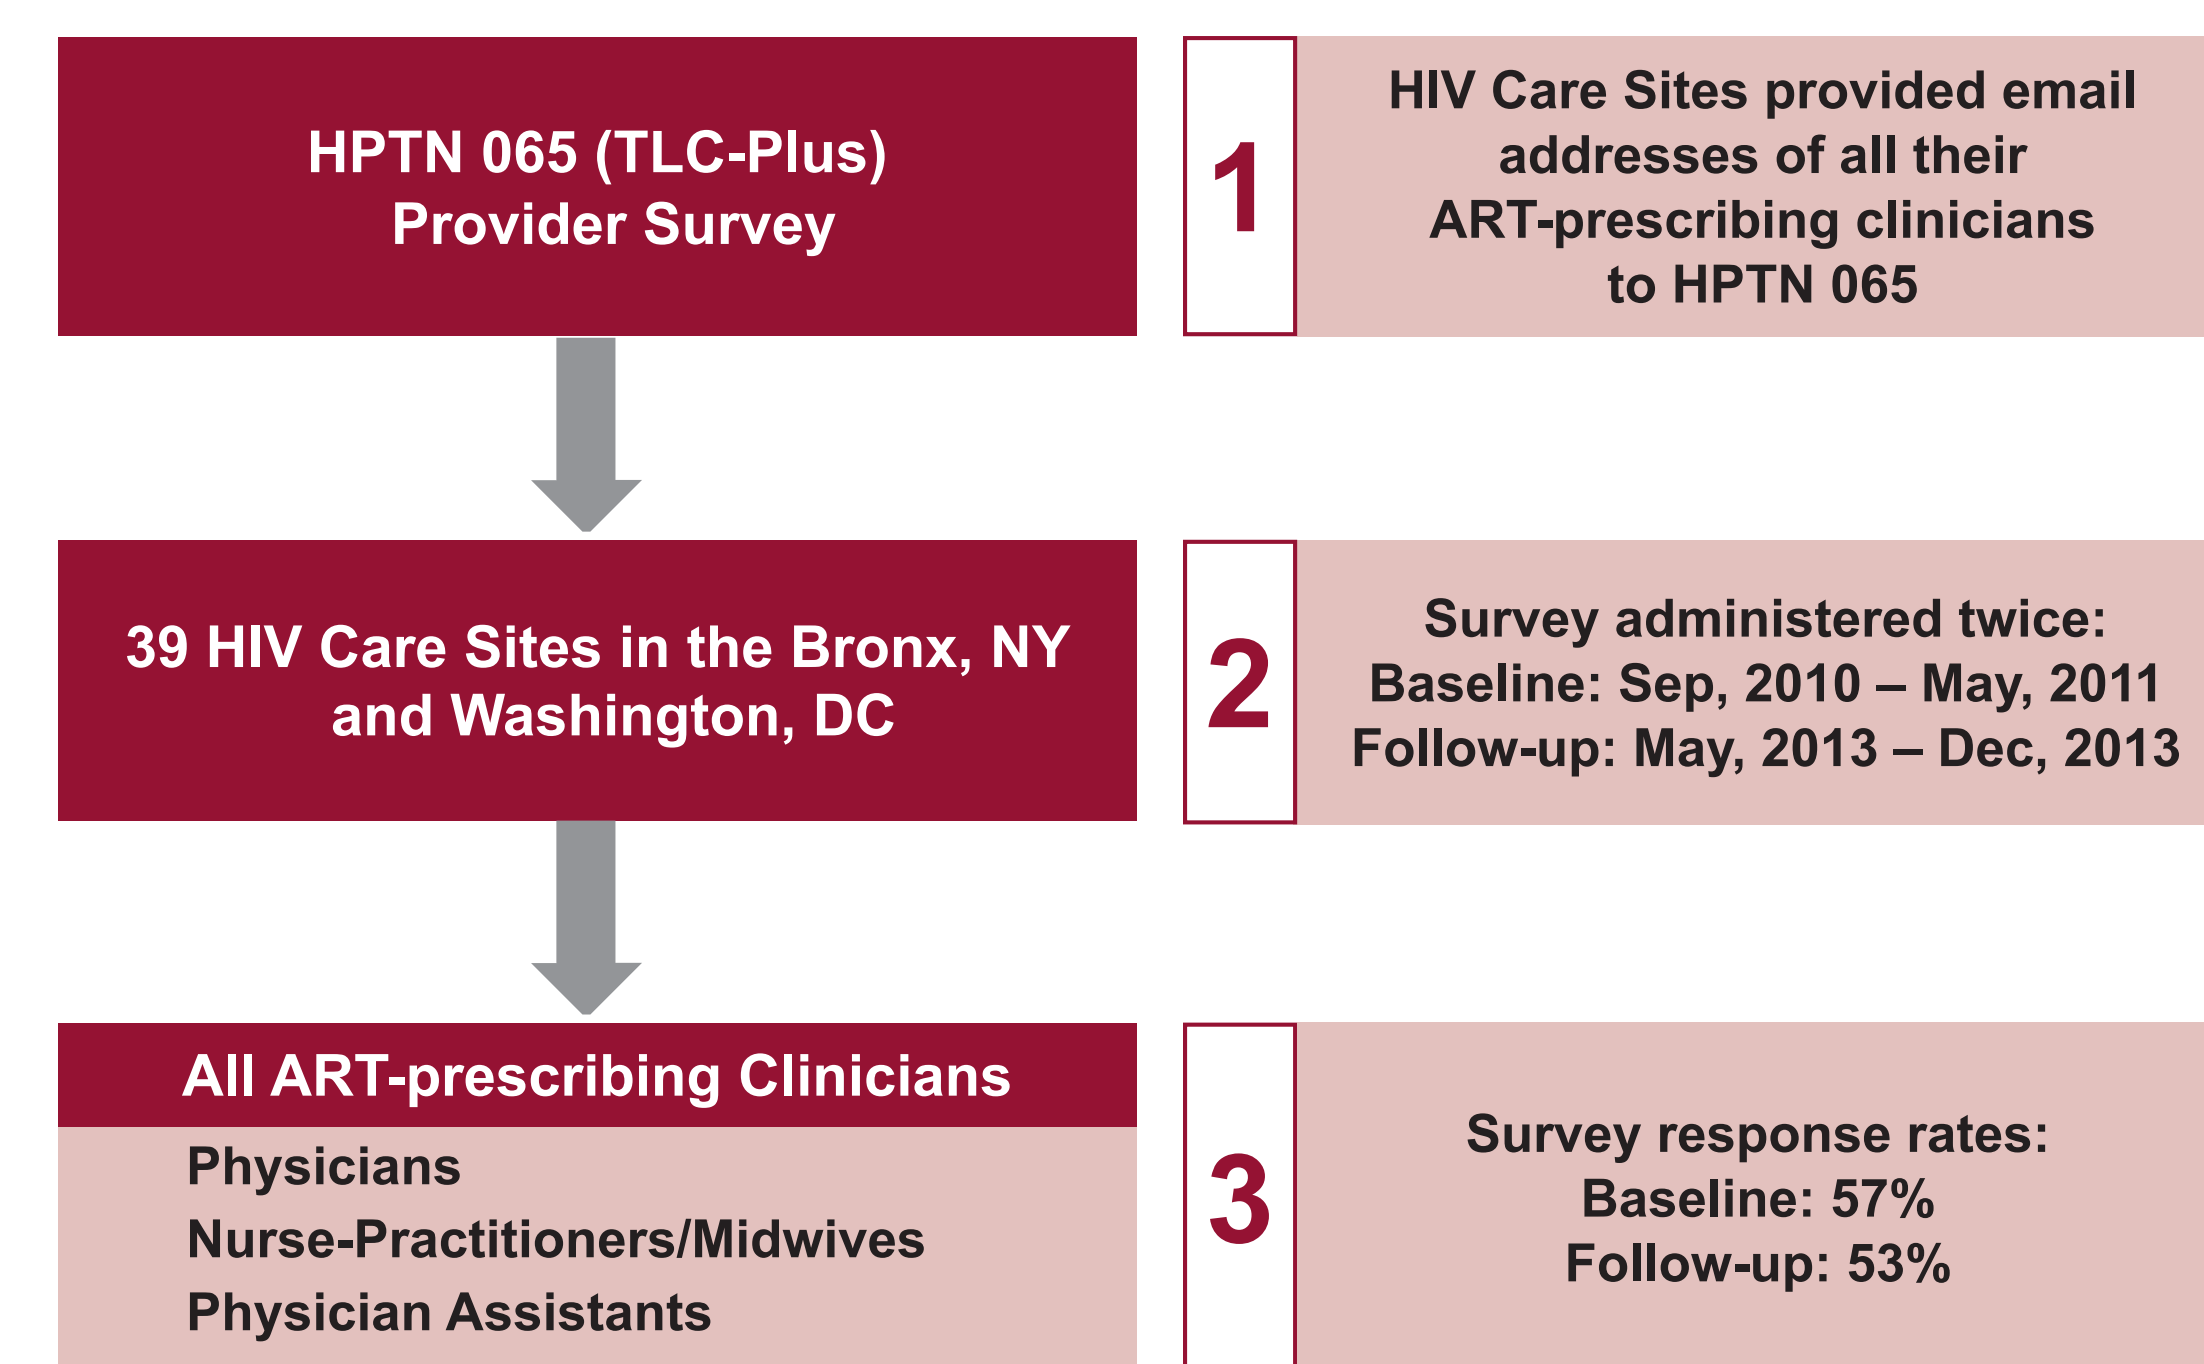 HPTN 065 (TLC-Plus)
Provider Survey
1
HIV Care Sites provided email
addresses of all their
ART-prescribing clinicians
to HPTN 065
39 HIV Care Sites in the Bronx, NY
and Washington, DC
2
Survey administered twice:
Baseline: Sep, 2010 – May, 2011
Follow-up: May, 2013 – Dec, 2013
All ART-prescribing Clinicians
Physicians
Nurse-Practitioners/Midwives
Physician Assistants
3
Survey response rates:
Baseline: 57%
Follow-up: 53%